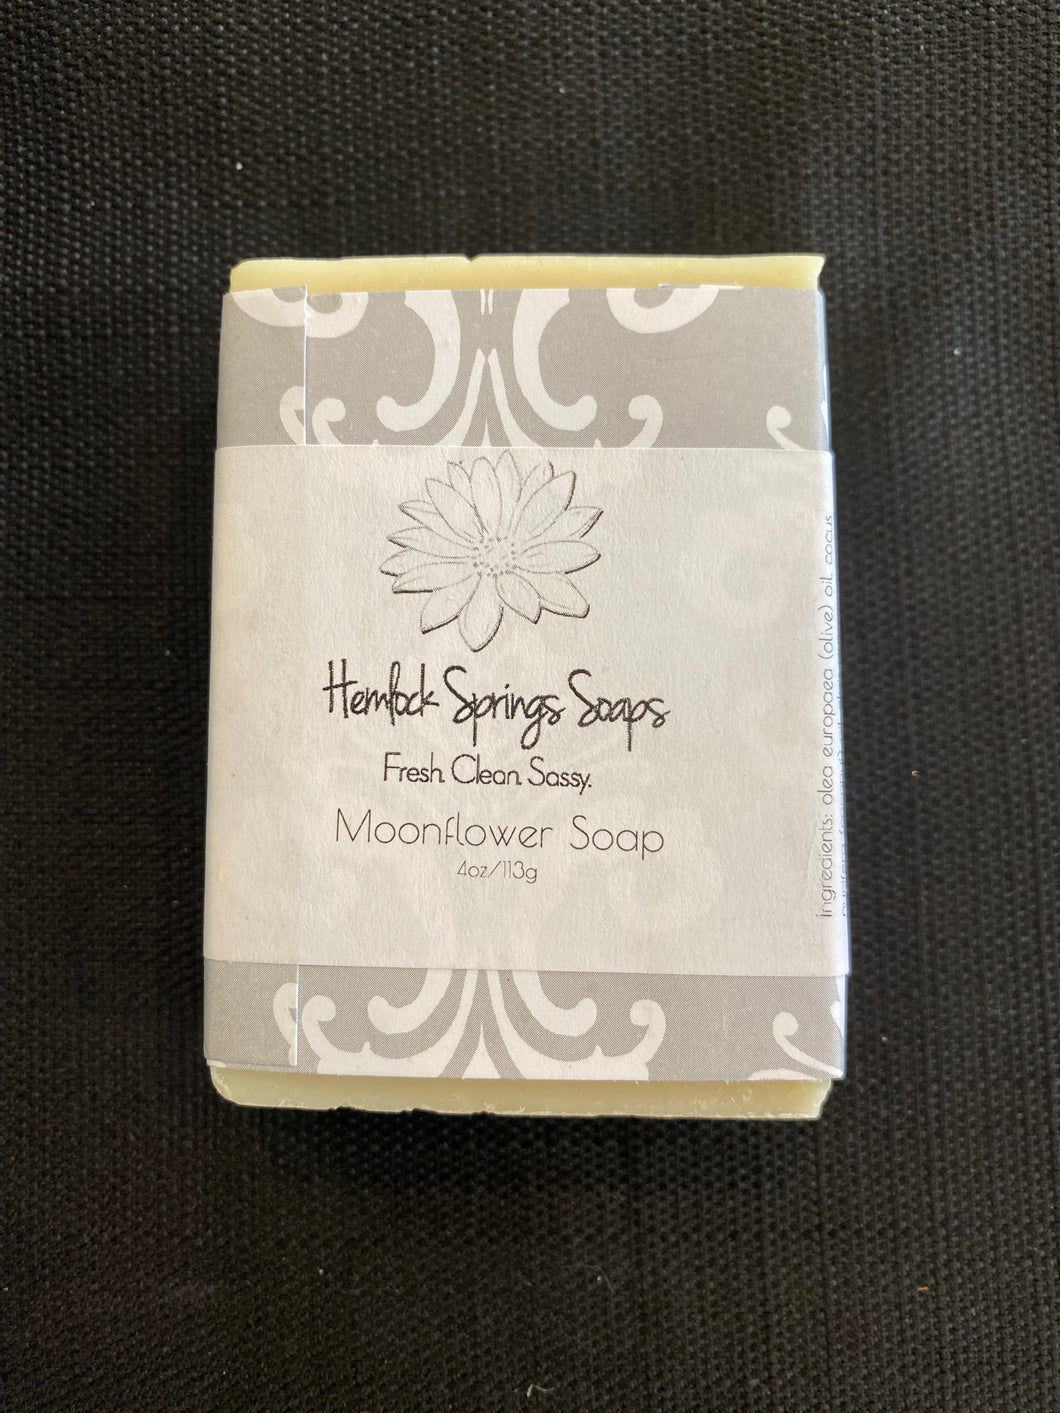 Hemlock Springs Soaps
Fresh. Clean. Sassy.
Moonflower Soap
4oz/113g
ingredients: olea europaea (olive) oil, cocus